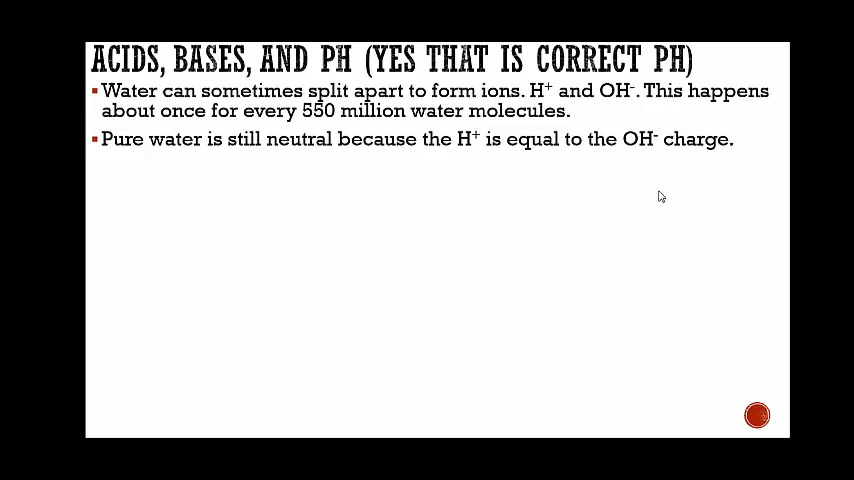 ACIDS, BASES, AND PH (YES THAT IS CORRECT PH)
▪Water can sometimes split apart to form ions. H⁺ and OH⁻. This happens
about once for every 550 million water molecules.
▪Pure water is still neutral because the H⁺ is equal to the OH⁻ charge.